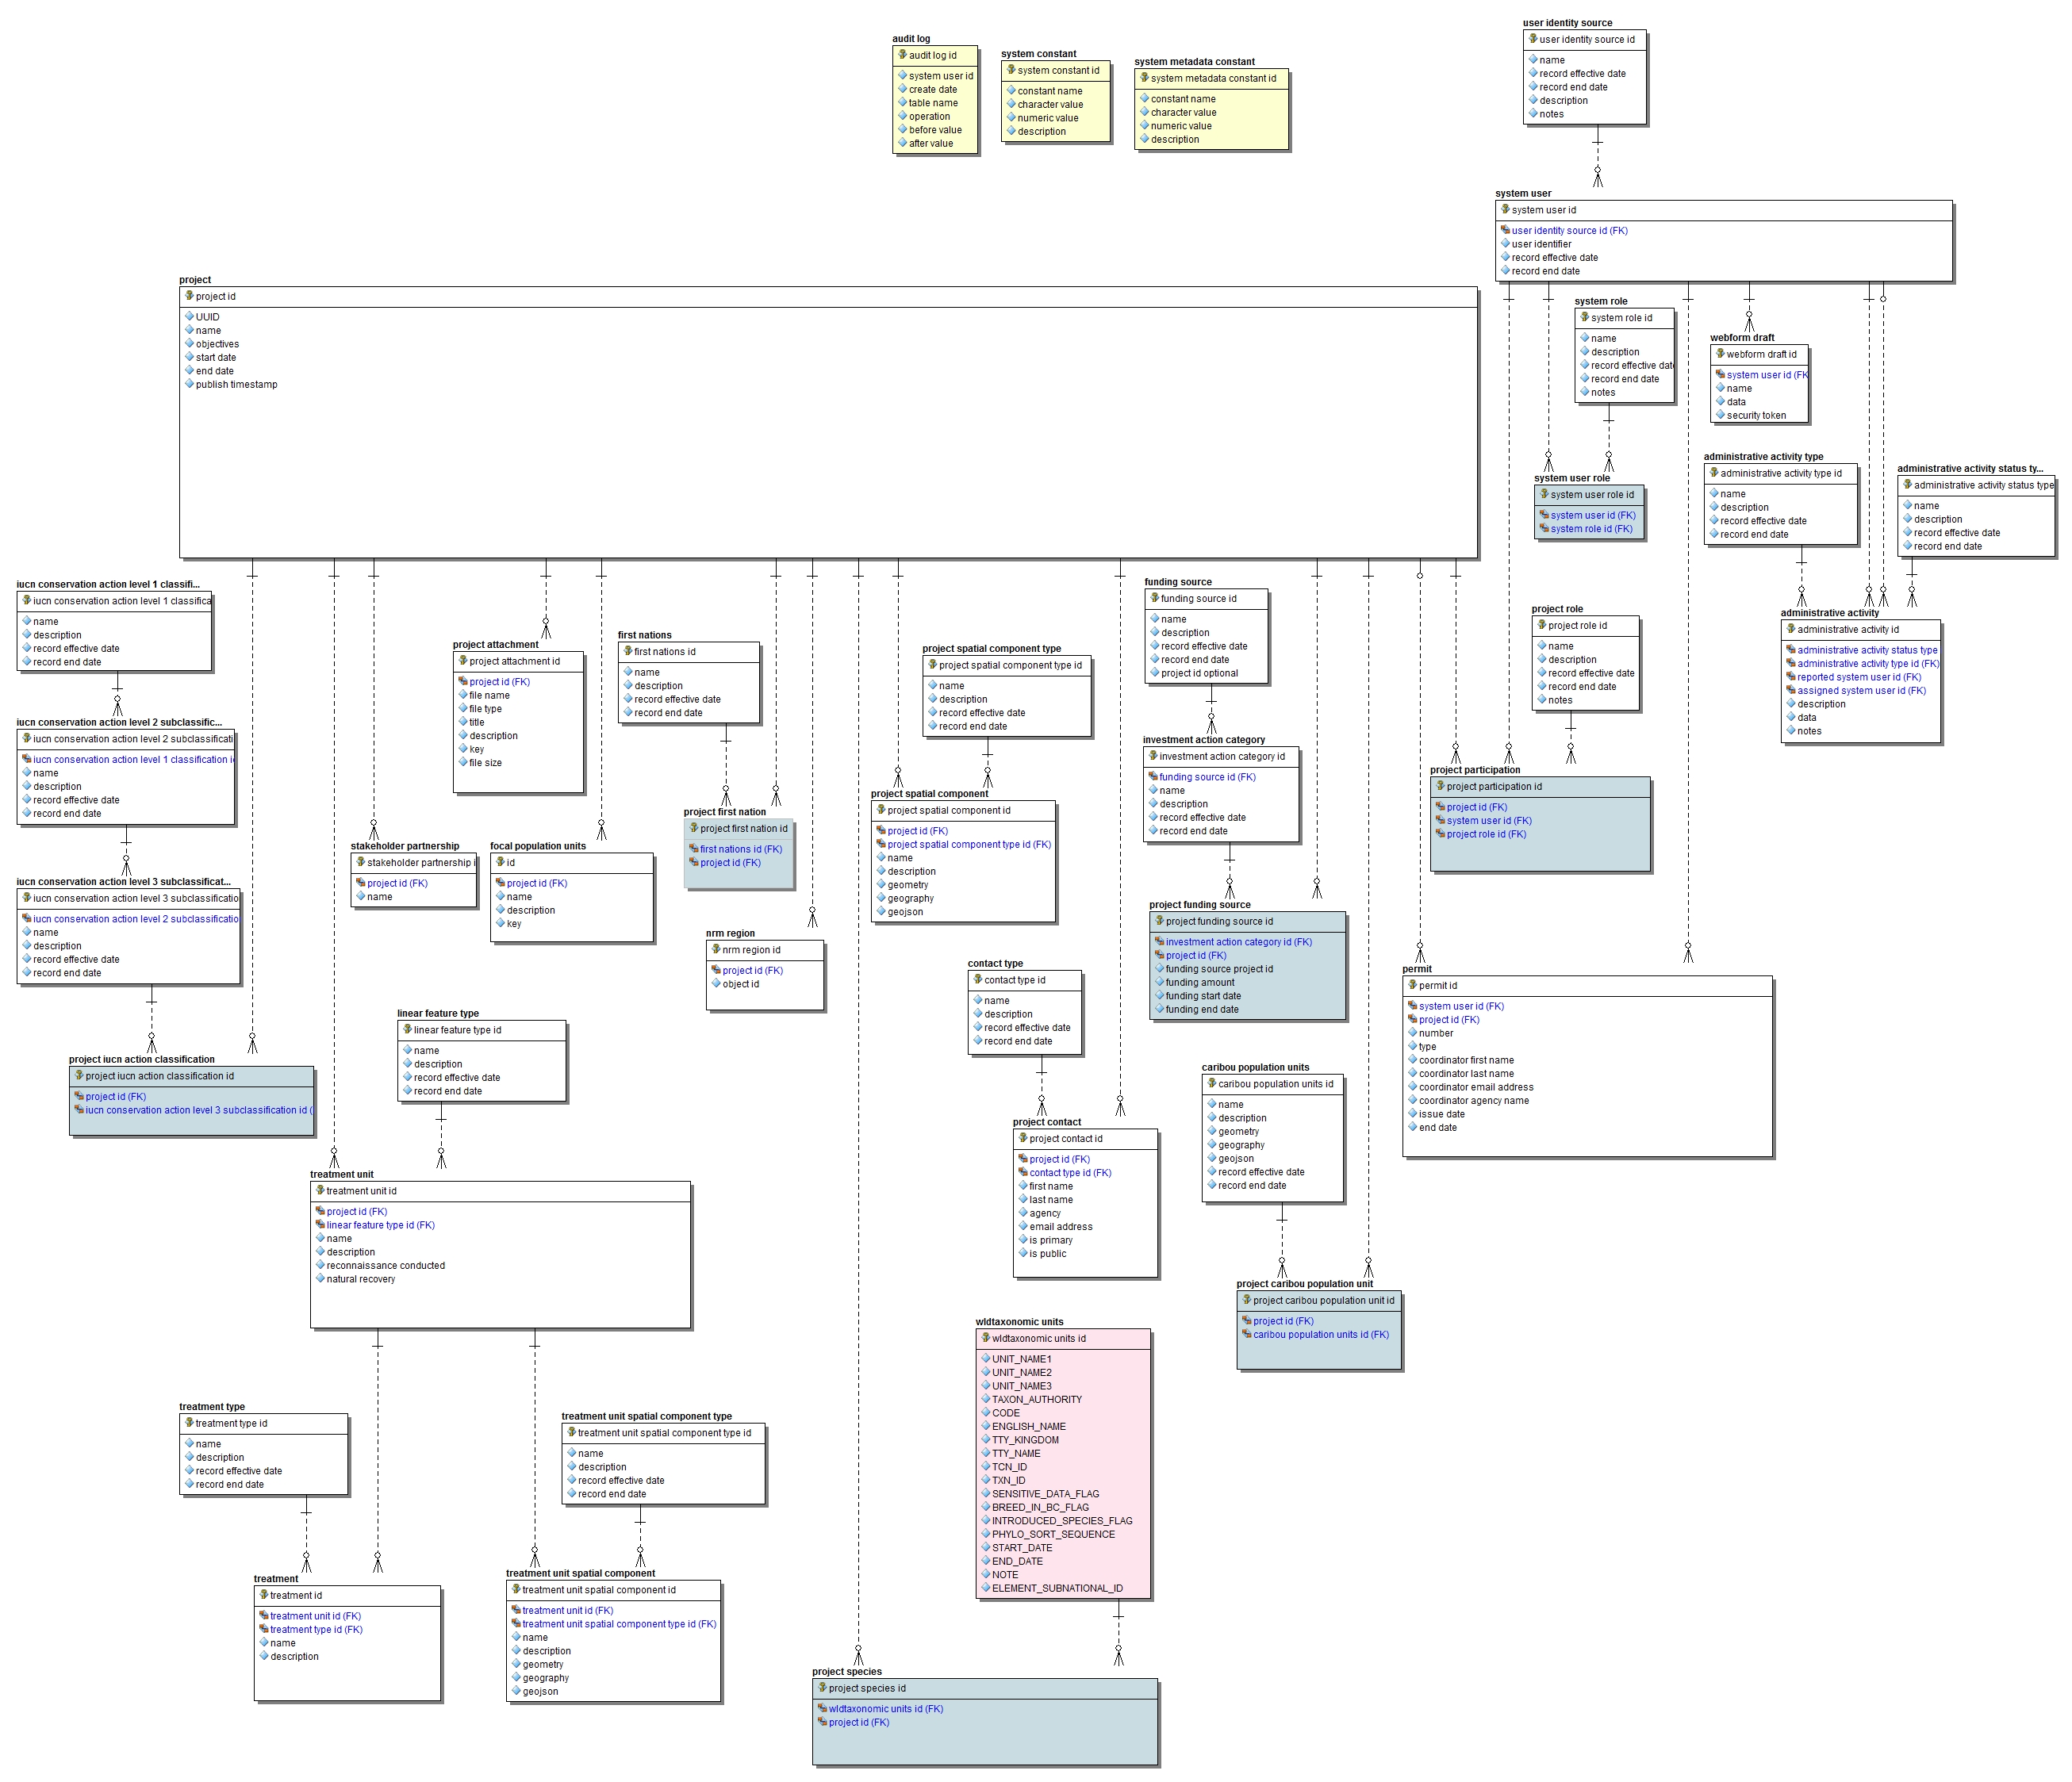 user identity source
user identity source id
name
record effective date
record end date
description
notes
audit log
audit log id
system user id
create date
table name
operation
before value
after value
system constant
system constant id
constant name
character value
numeric value
description
system metadata constant
system metadata constant id
constant name
character value
numeric value
description
system user
system user id
user identity source id (FK)
user identifier
record effective date
record end date
project
project id
UUID
name
objectives
start date
end date
publish timestamp
system role
system role id
name
description
record effective date
record end date
notes
webform draft
webform draft id
system user id (FK
name
data
security token
system user role
system user role id
system user id (FK)
system role id (FK)
administrative activity type
administrative activity type id
name
description
record effective date
record end date
administrative activity status ty...
administrative activity status type
name
description
record effective date
record end date
iucn conservation action level 1 classifi...
iucn conservation action level 1 classifica
name
description
record effective date
record end date
project attachment
project attachment id
project id (FK)
file name
file type
title
description
key
file size
first nations
first nations id
name
description
record effective date
record end date
project spatial component type
project spatial component type id
name
description
record effective date
record end date
funding source
funding source id
name
description
record effective date
record end date
project id optional
project role
project role id
name
description
record effective date
record end date
notes
administrative activity
administrative activity id
administrative activity status type
administrative activity type id (FK)
reported system user id (FK)
assigned system user id (FK)
description
data
notes
iucn conservation action level 2 subclassific...
iucn conservation action level 2 subclassificati
iucn conservation action level 1 classification i
name
description
record effective date
record end date
investment action category
investment action category id
funding source id (FK)
name
description
record effective date
record end date
project participation
project participation id
project id (FK)
system user id (FK)
project role id (FK)
project spatial component
project spatial component id
project id (FK)
project spatial component type id (FK)
name
description
geometry
geography
geojson
project first nation
project first nation id
first nations id (FK)
project id (FK)
stakeholder partnership
stakeholder partnership i
project id (FK)
name
focal population units
id
project id (FK)
name
description
key
iucn conservation action level 3 subclassificat...
iucn conservation action level 3 subclassificatio
iucn conservation action level 2 subclassificatio
name
description
record effective date
record end date
project funding source
project funding source id
investment action category id (FK)
project id (FK)
funding source project id
funding amount
funding start date
funding end date
nrm region
nrm region id
project id (FK)
object id
contact type
contact type id
name
description
record effective date
record end date
permit
permit id
system user id (FK)
project id (FK)
number
type
coordinator first name
coordinator last name
coordinator email address
coordinator agency name
issue date
end date
linear feature type
linear feature type id
name
description
record effective date
record end date
project iucn action classification
project iucn action classification id
project id (FK)
iucn conservation action level 3 subclassification id (
caribou population units
caribou population units id
name
description
geometry
geography
geojson
record effective date
record end date
project contact
project contact id
project id (FK)
contact type id (FK)
first name
last name
agency
email address
is primary
is public
treatment unit
treatment unit id
project id (FK)
linear feature type id (FK)
name
description
reconnaissance conducted
natural recovery
project caribou population unit
project caribou population unit id
project id (FK)
caribou population units id (FK)
wldtaxonomic units
wldtaxonomic units id
UNIT_NAME1
UNIT_NAME2
UNIT_NAME3
TAXON_AUTHORITY
CODE
ENGLISH_NAME
TTY_KINGDOM
TTY_NAME
TCN_ID
TXN_ID
SENSITIVE_DATA_FLAG
BREED_IN_BC_FLAG
INTRODUCED_SPECIES_FLAG
PHYLO_SORT_SEQUENCE
START_DATE
END_DATE
NOTE
ELEMENT_SUBNATIONAL_ID
treatment type
treatment type id
name
description
record effective date
record end date
treatment unit spatial component type
treatment unit spatial component type id
name
description
record effective date
record end date
treatment
treatment id
treatment unit id (FK)
treatment type id (FK)
name
description
treatment unit spatial component
treatment unit spatial component id
treatment unit id (FK)
treatment unit spatial component type id (FK)
name
description
geometry
geography
geojson
project species
project species id
wldtaxonomic units id (FK)
project id (FK)